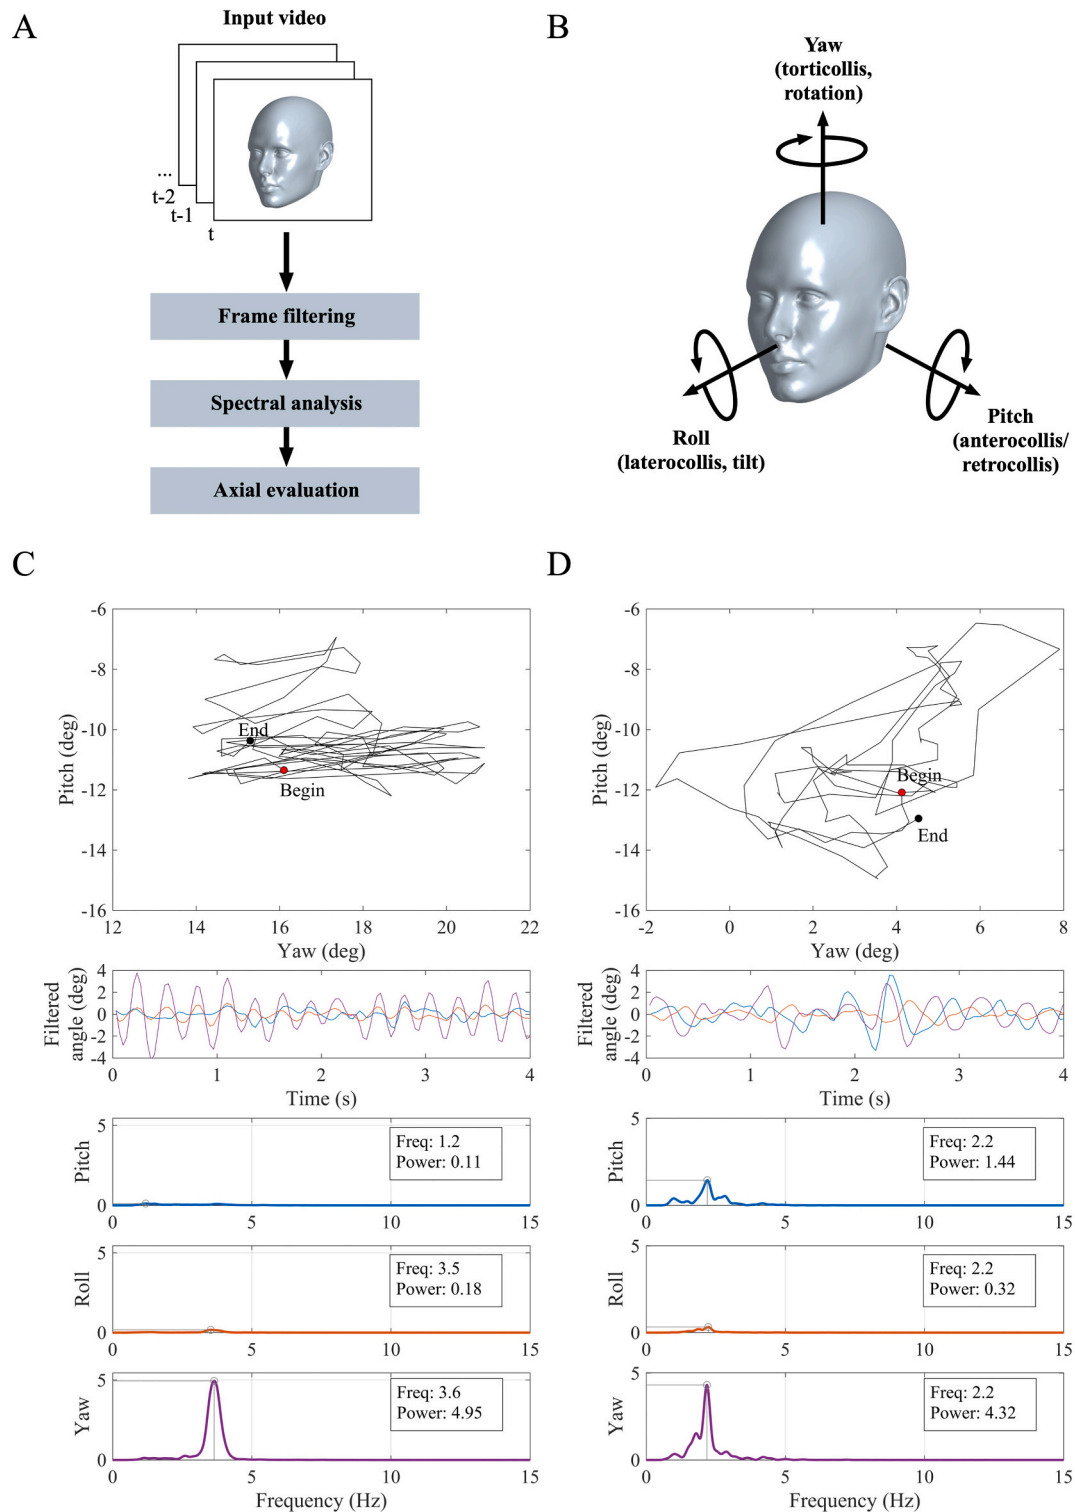 A
Input video
...
t-2
t-1
t
Frame filtering
Spectral analysis
Axial evaluation
B
Yaw
(torticollis,
rotation)
Roll
(laterocollis, tilt)
Pitch
(anterocollis/
retrocollis)
C
-6
-8
-10
-12
-14
-16
Pitch (deg)
End
Begin
12
14
16
18
20
22
Yaw (deg)
4
2
0
-2
-4
Filtered
angle (deg)
0
1
2
3
4
Time (s)
5
0
Pitch
Freq: 1.2
Power: 0.11
0
5
10
15
5
0
Roll
Freq: 3.5
Power: 0.18
0
5
10
15
5
0
Yaw
Freq: 3.6
Power: 4.95
0
5
10
15
Frequency (Hz)
D
-6
-8
-10
-12
-14
-16
Pitch (deg)
Begin
End
-2
0
2
4
6
8
Yaw (deg)
4
2
0
-2
-4
Filtered
angle (deg)
0
1
2
3
4
Time (s)
5
0
Pitch
Freq: 2.2
Power: 1.44
0
5
10
15
5
0
Roll
Freq: 2.2
Power: 0.32
0
5
10
15
5
0
Yaw
Freq: 2.2
Power: 4.32
0
5
10
15
Frequency (Hz)